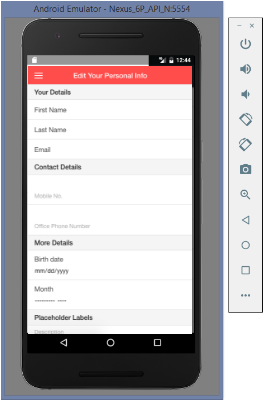 Android Emulator - Nexus_6P_API_N:5554
12:44
Edit Your Personal Info
Your Details
First Name
Last Name
Email
Contact Details
Mobile No.
Office Phone Number
More Details
Birth date
mm/dd/yyyy
Month
--------- ----
Placeholder Labels
Description